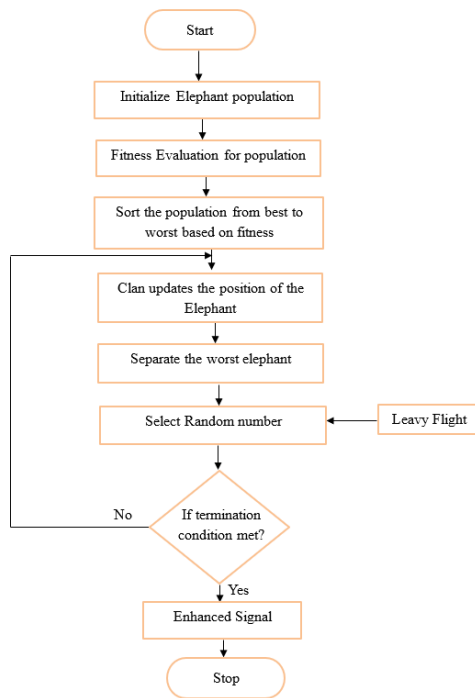 Start
Initialize Elephant population
Fitness Evaluation for population
Sort the population from best to
worst based on fitness
Clan updates the position of the
Elephant
Separate the worst elephant
Select Random number
Leavy Flight
No
If termination
condition met?
Yes
Enhanced Signal
Stop